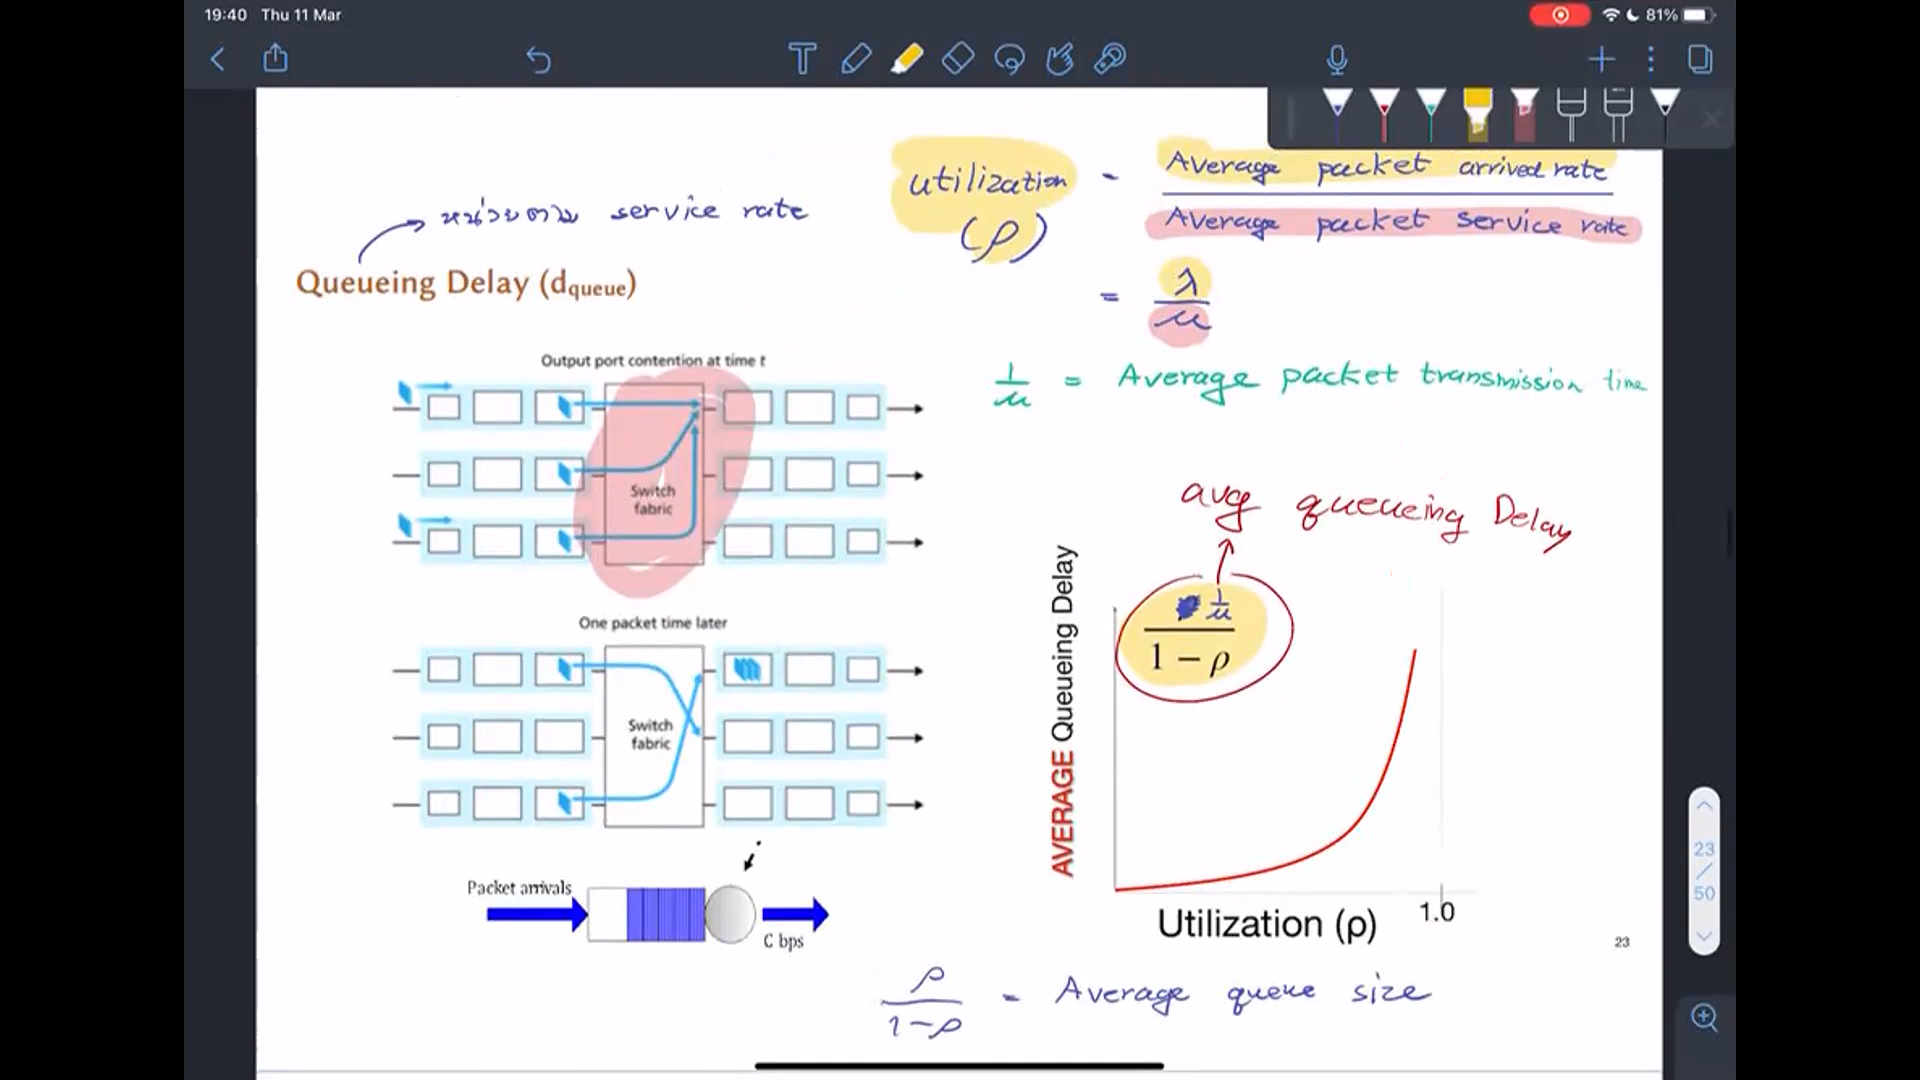 19:40 Thu 11 Mar
81%
utilization = Average packet arrived rate
(ρ) Average packet service rate
= λ
μ
หน่วยตาม service rate
Queueing Delay (dqueue)
1 = Average packet transmission time
μ
Output port contention at time t
Switch
fabric
One packet time later
Switch
fabric
Packet arrivals
C bps
avg queueing Delay
1
μ
1 − ρ
AVERAGE Queueing Delay
1.0
Utilization (ρ)
23
ρ = Average queue size
1-ρ
23
/
50